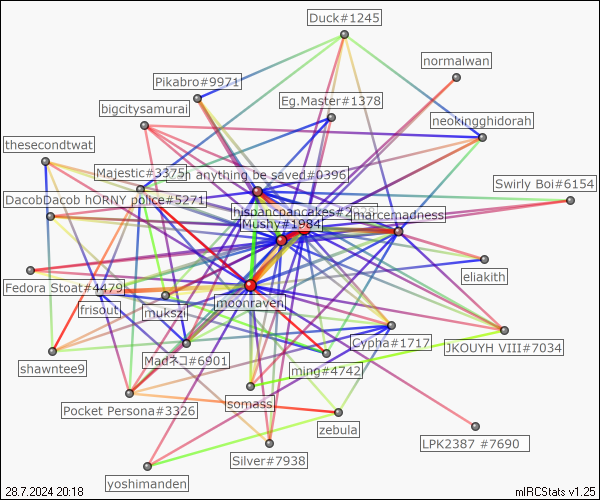 Duck#1245
normalwan
Pikabro#9971
Eg.Master#1378
bigcitysamurai
neokingghidorah
thesecondtwat
Majestic#3375
anything be saved#0396
Swirly Boi#6154
DacobDacob hORNY police#5271
hispancpancakes#2
marcemadness
Mushy#1984
eliakith
Fedora Stoat#4479
frisout
mukszi
moonraven
Cypha#1717
JKOUYH VIII#7034
Madネコ#6901
shawntee9
ming#4742
Pocket Persona#3326
somass
zebula
LPK2387 #7690
Silver#7938
yoshimanden
28.7.2024 20:18
mIRCStats v1.25